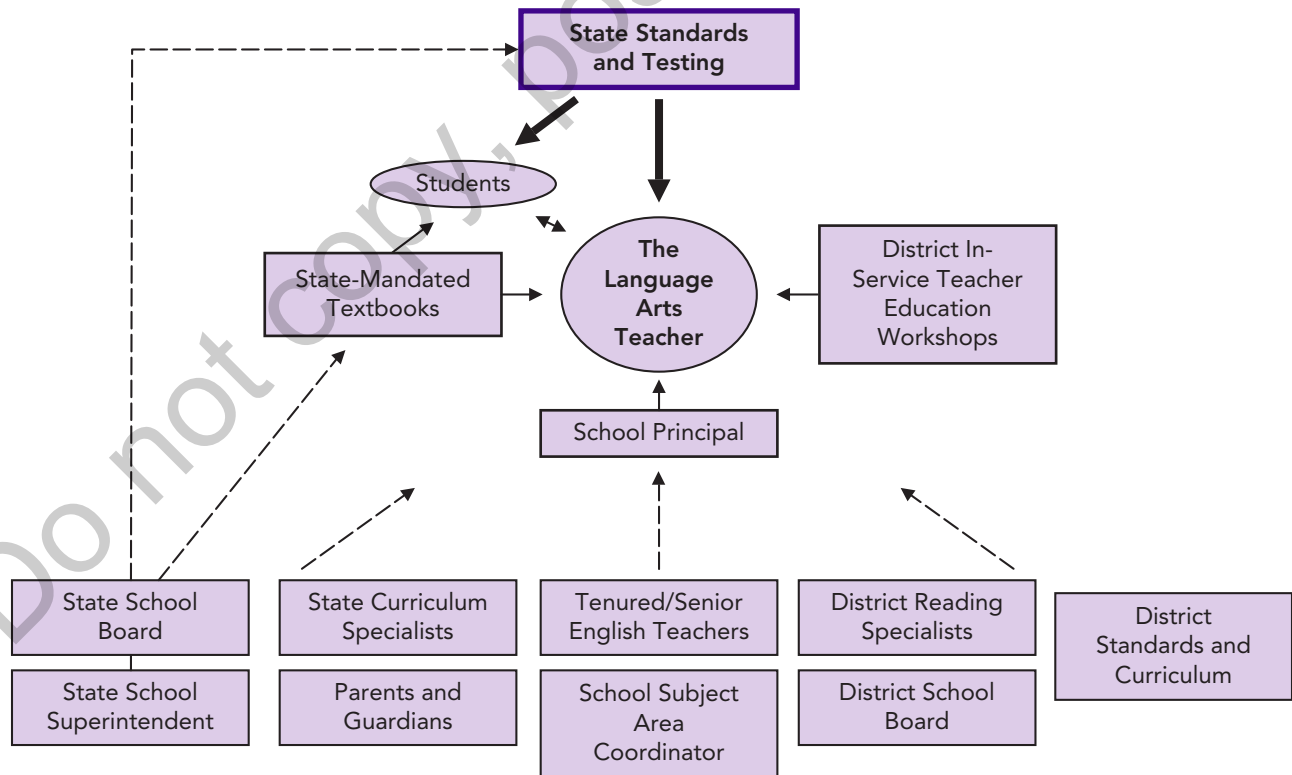 State Standards
and Testing
Students
The
Language
Arts
Teacher
State-Mandated
Textbooks
District In-
Service Teacher
Education
Workshops
School Principal
State School
Board
State Curriculum
Specialists
Tenured/Senior
English Teachers
District Reading
Specialists
District
Standards and
Curriculum
State School
Superintendent
Parents and
Guardians
School Subject
Area
Coordinator
District School
Board
Do not copy, po